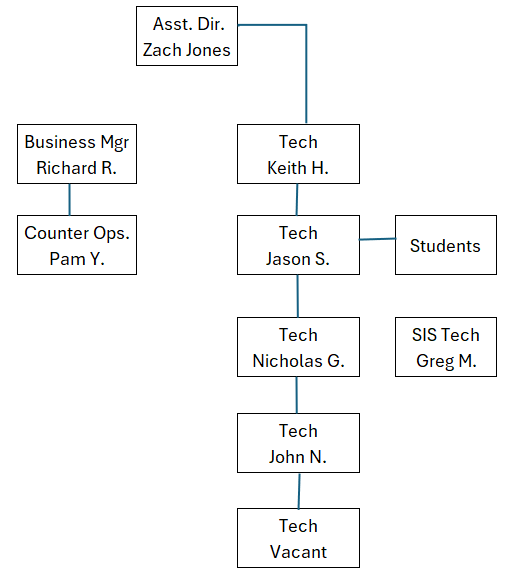 Asst. Dir.
Zach Jones
Business Mgr
Richard R.
Tech
Keith H.
Counter Ops.
Pam Y.
Tech
Jason S.
Students
Tech
Nicholas G.
SIS Tech
Greg M.
Tech
John N.
Tech
Vacant